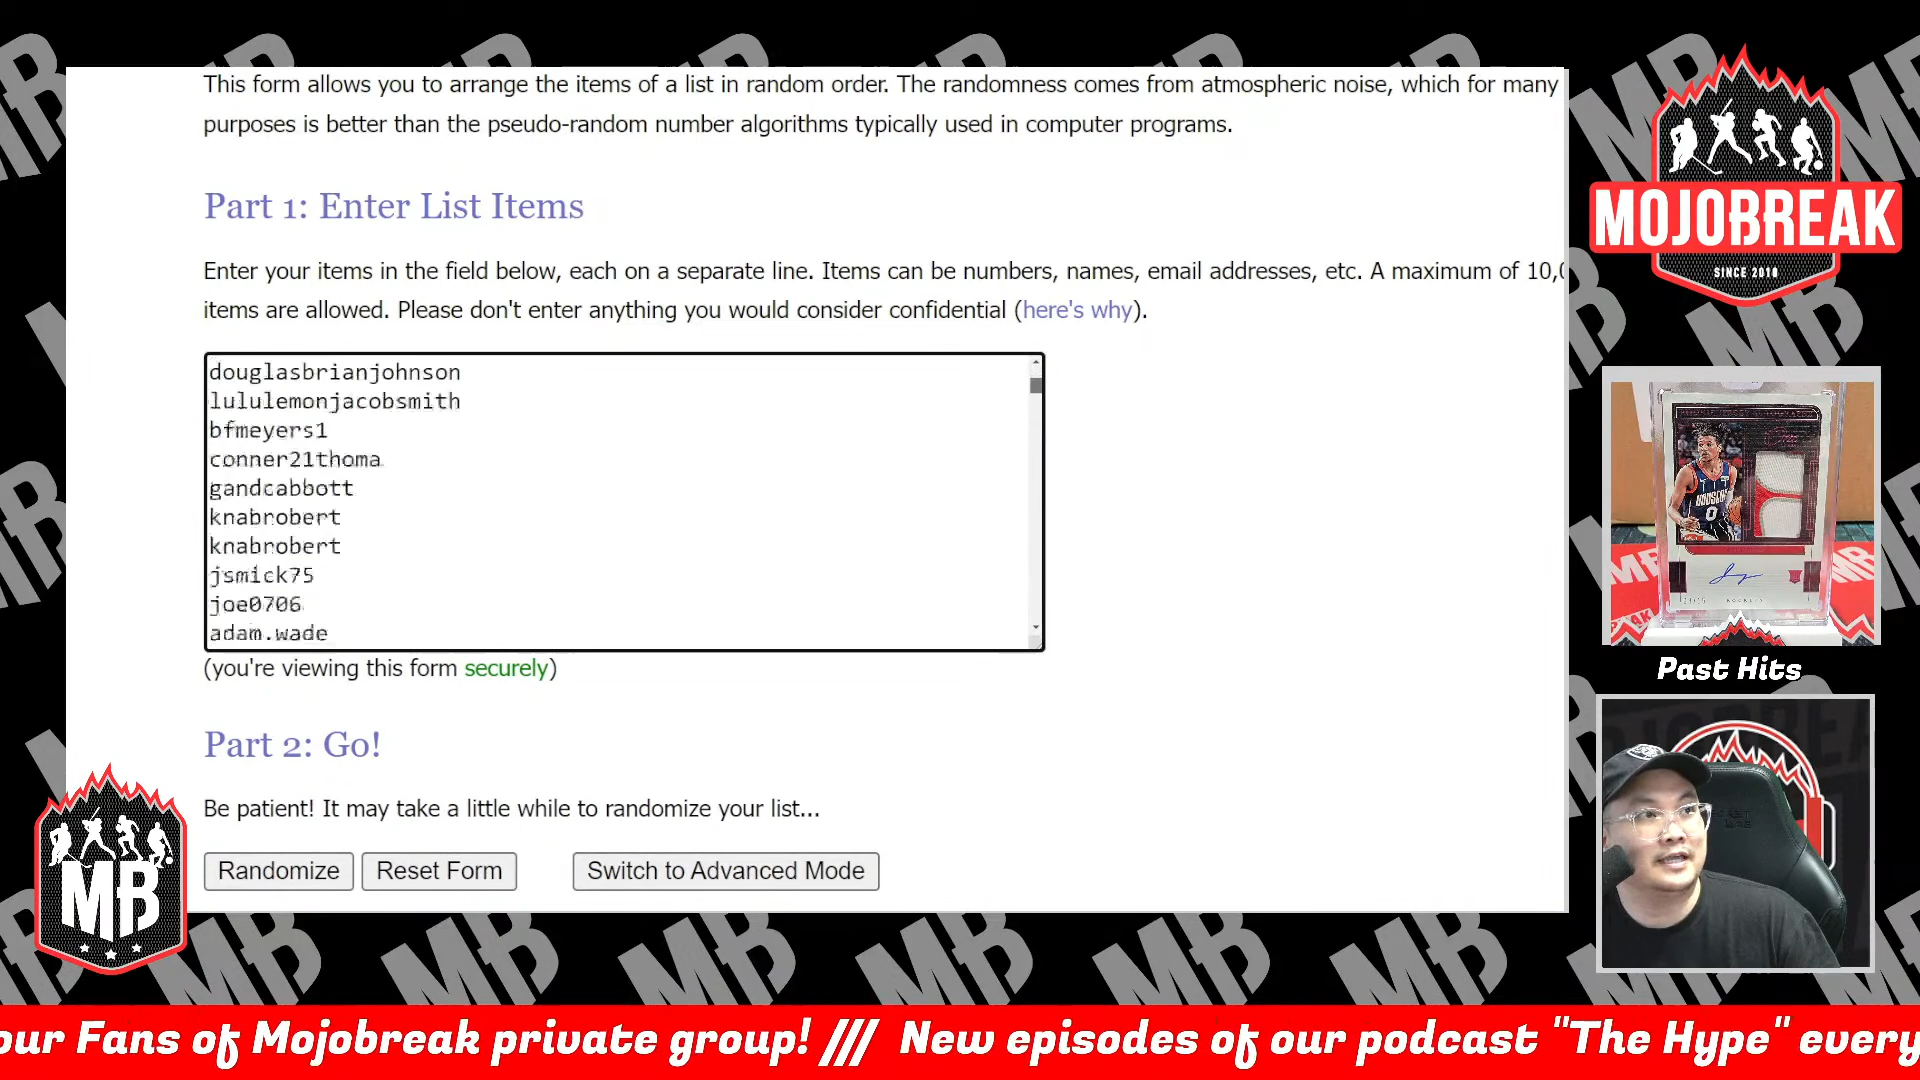 This form allows you to arrange the items of a list in random order. The randomness comes from atmospheric noise, which for many
purposes is better than the pseudo-random number algorithms typically used in computer programs.
Part 1: Enter List Items
Enter your items in the field below, each on a separate line. Items can be numbers, names, email addresses, etc. A maximum of 10,0
items are allowed. Please don't enter anything you would consider confidential (here's why).
douglasbrianjohnson
lululemonjacobsmith
bfmeyers1
conner21thoma
gandcabbott
knabrobert
knabrobert
jsmick75
joe0706
adam.wade
(you're viewing this form securely)
Part 2: Go!
Be patient! It may take a little while to randomize your list...
Randomize Reset Form Switch to Advanced Mode
MOJOBREAK
SINCE 2010
Past Hits
MB
our Fans of Mojobreak private group! /// New episodes of our podcast "The Hype" every